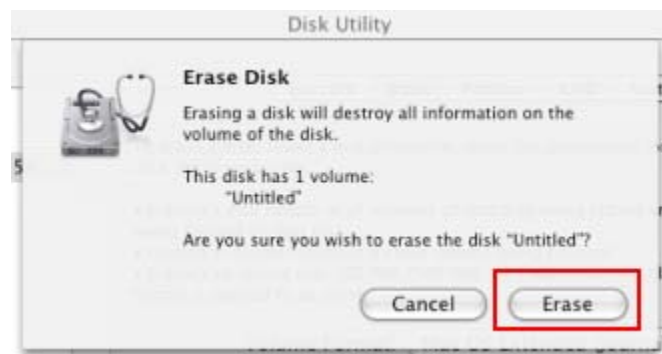 Disk Utility
Erase Disk
Erasing a disk will destroy all information on the
volume of the disk.
This disk has 1 volume:
"Untitled"
Are you sure you wish to erase the disk "Untitled"?
Cancel
Erase